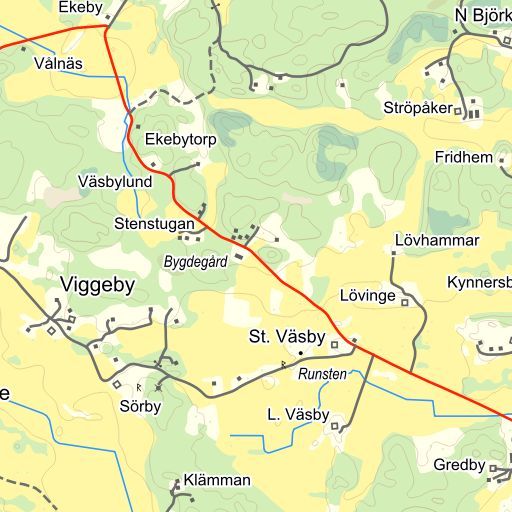 Ekeby
N Björk
Vålnäs
Ströpåker
Ekebytorp
Fridhem
Väsbylund
Stenstugan
Lövhammar
Bygdegård
Viggeby
Kynnersb
Lövinge
St. Väsby
Runsten
e
Sörby
L. Väsby
Gredby
Klämman